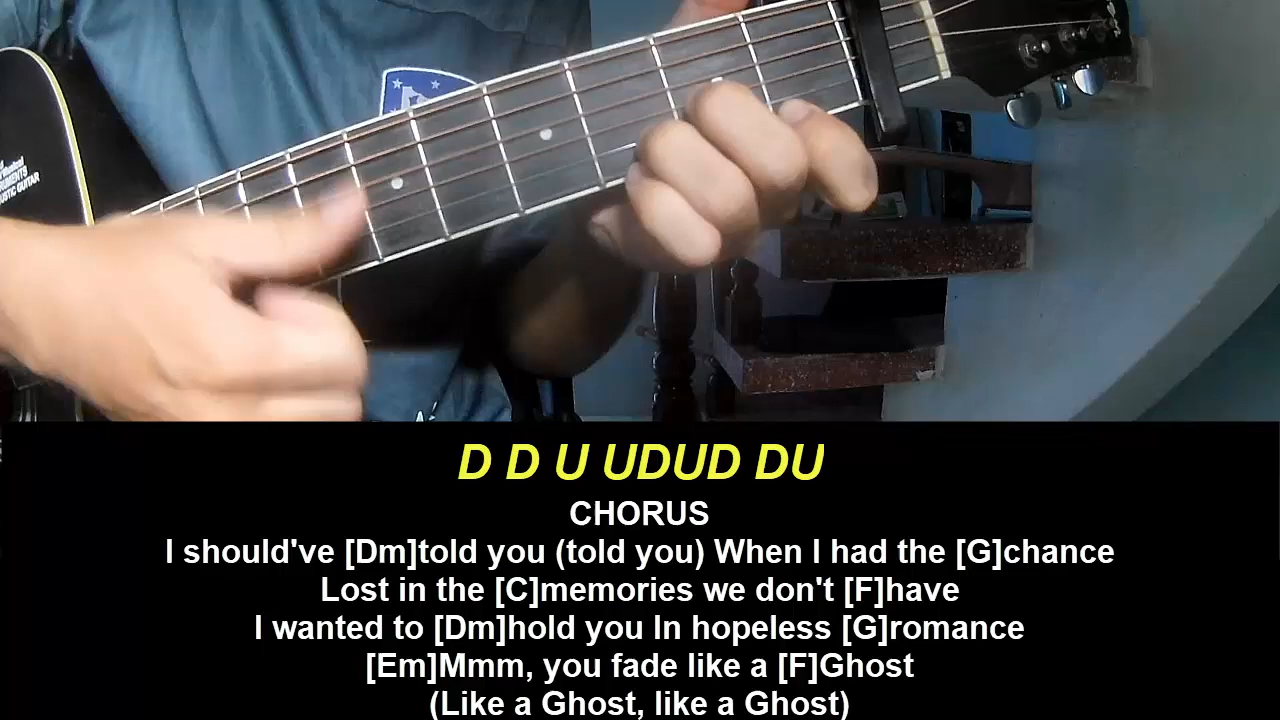 INSTRUMENTS
D D U UDUD DU
CHORUS
I should've [Dm]told you (told you) When I had the [G]chance
Lost in the [C]memories we don't [F]have
I wanted to [Dm]hold you In hopeless [G]romance
[Em]Mmm, you fade like a [F]Ghost
(Like a Ghost, like a Ghost)